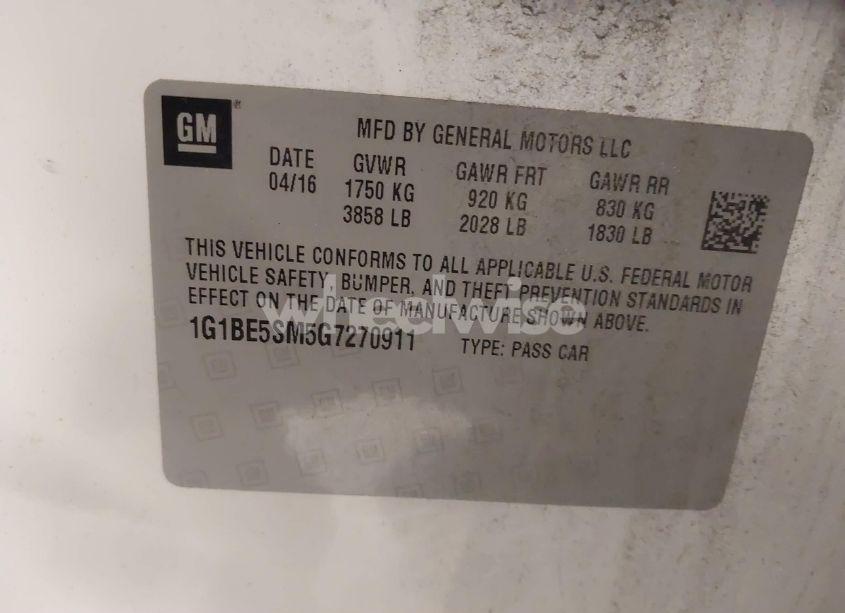 GM
MFD BY GENERAL MOTORS LLC
DATE GVWR GAWR FRT GAWR RR
04/16 1750 KG 920 KG 830 KG
3858 LB 2028 LB 1830 LB
THIS VEHICLE CONFORMS TO ALL APPLICABLE U.S. FEDERAL MOTOR
VEHICLE SAFETY, BUMPER, AND THEFT PREVENTION STANDARDS IN
EFFECT ON THE DATE OF MANUFACTURE SHOWN ABOVE.
1G1BE5SM5G7270911 TYPE: PASS CAR
wheelwise